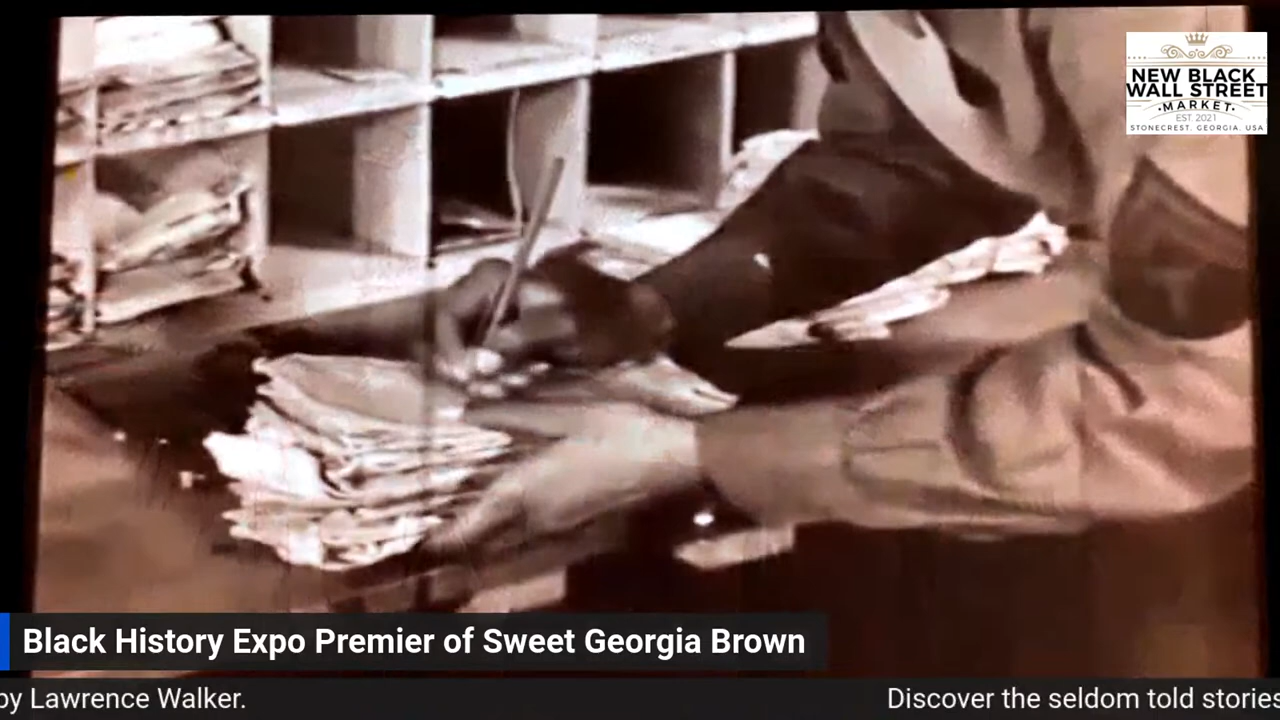 NEW BLACK
WALL STREET
MARKET
EST. 2021
STONECREST, GEORGIA, USA
Black History Expo Premier of Sweet Georgia Brown
by Lawrence Walker.
Discover the seldom told stories